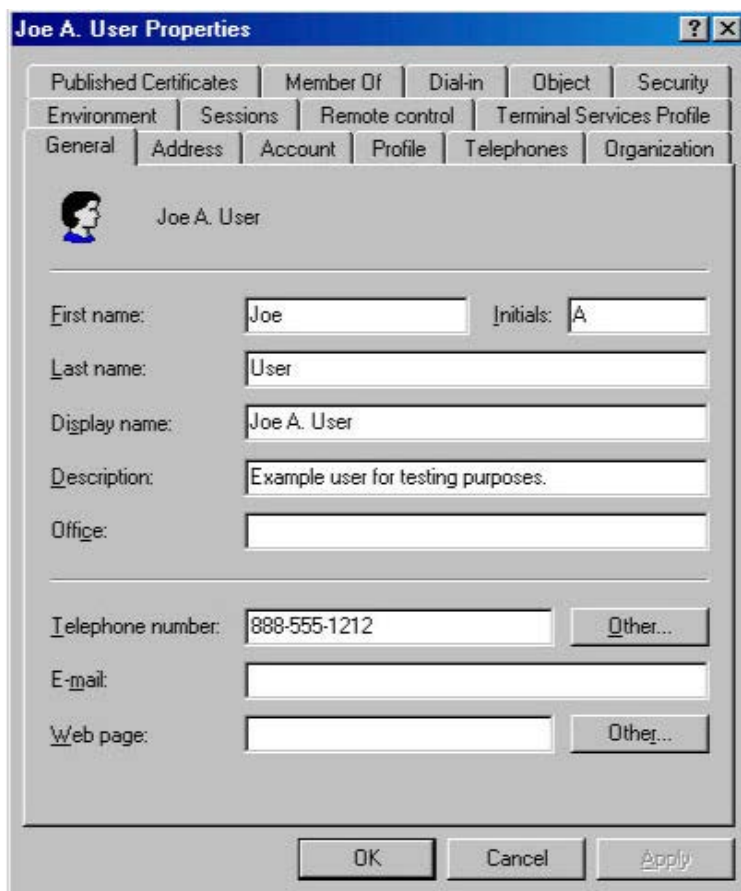 Joe A. User Properties
Published Certificates Member Of Dial-in Object Security
Environment Sessions Remote control Terminal Services Profile
General Address Account Profile Telephones Organization
Joe A. User
First name: Joe Initials: A
Last name: User
Display name: Joe A. User
Description: Example user for testing purposes.
Office:
Telephone number: 888-555-1212 Other...
E-mail:
Web page: Other...
OK Cancel Apply